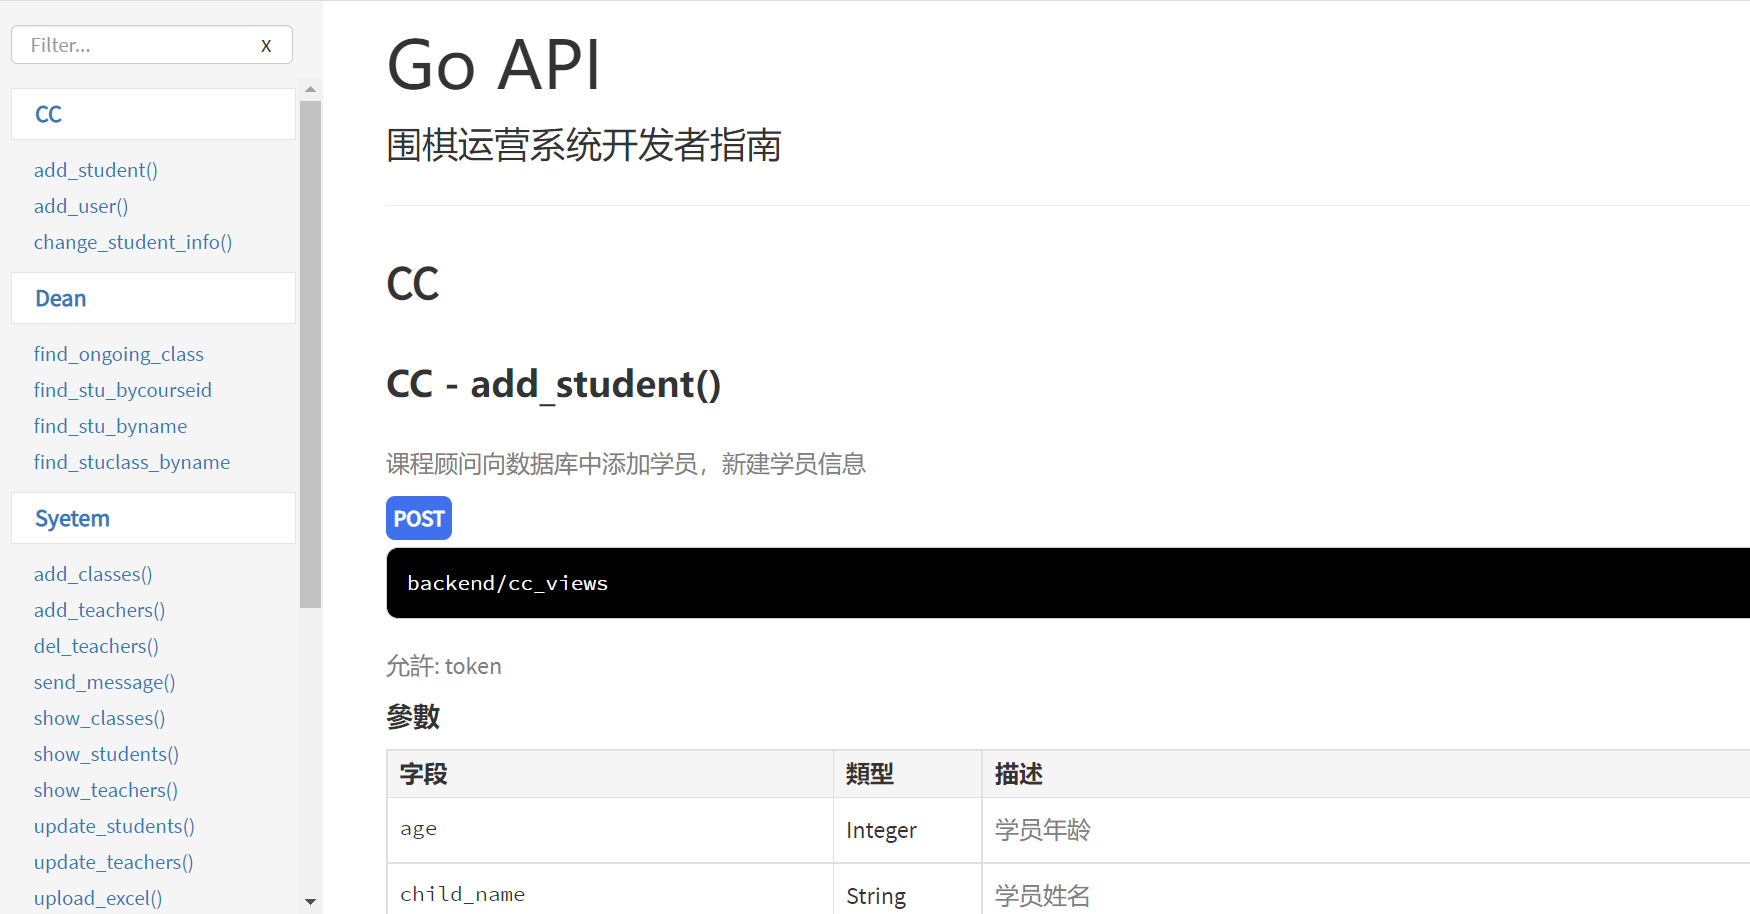 Filter...
X
CC
add_student()
add_user()
change_student_info()
Dean
find_ongoing_class
find_stu_bycourseid
find_stu_byname
find_stuclass_byname
Syetem
add_classes()
add_teachers()
del_teachers()
send_message()
show_classes()
show_students()
show_teachers()
update_students()
update_teachers()
upload_excel()
Go API
围棋运营系统开发者指南
CC
CC - add_student()
课程顾问向数据库中添加学员，新建学员信息
POST
backend/cc_views
允許: token
參數
字段 類型 描述
age Integer 学员年龄
child_name String 学员姓名